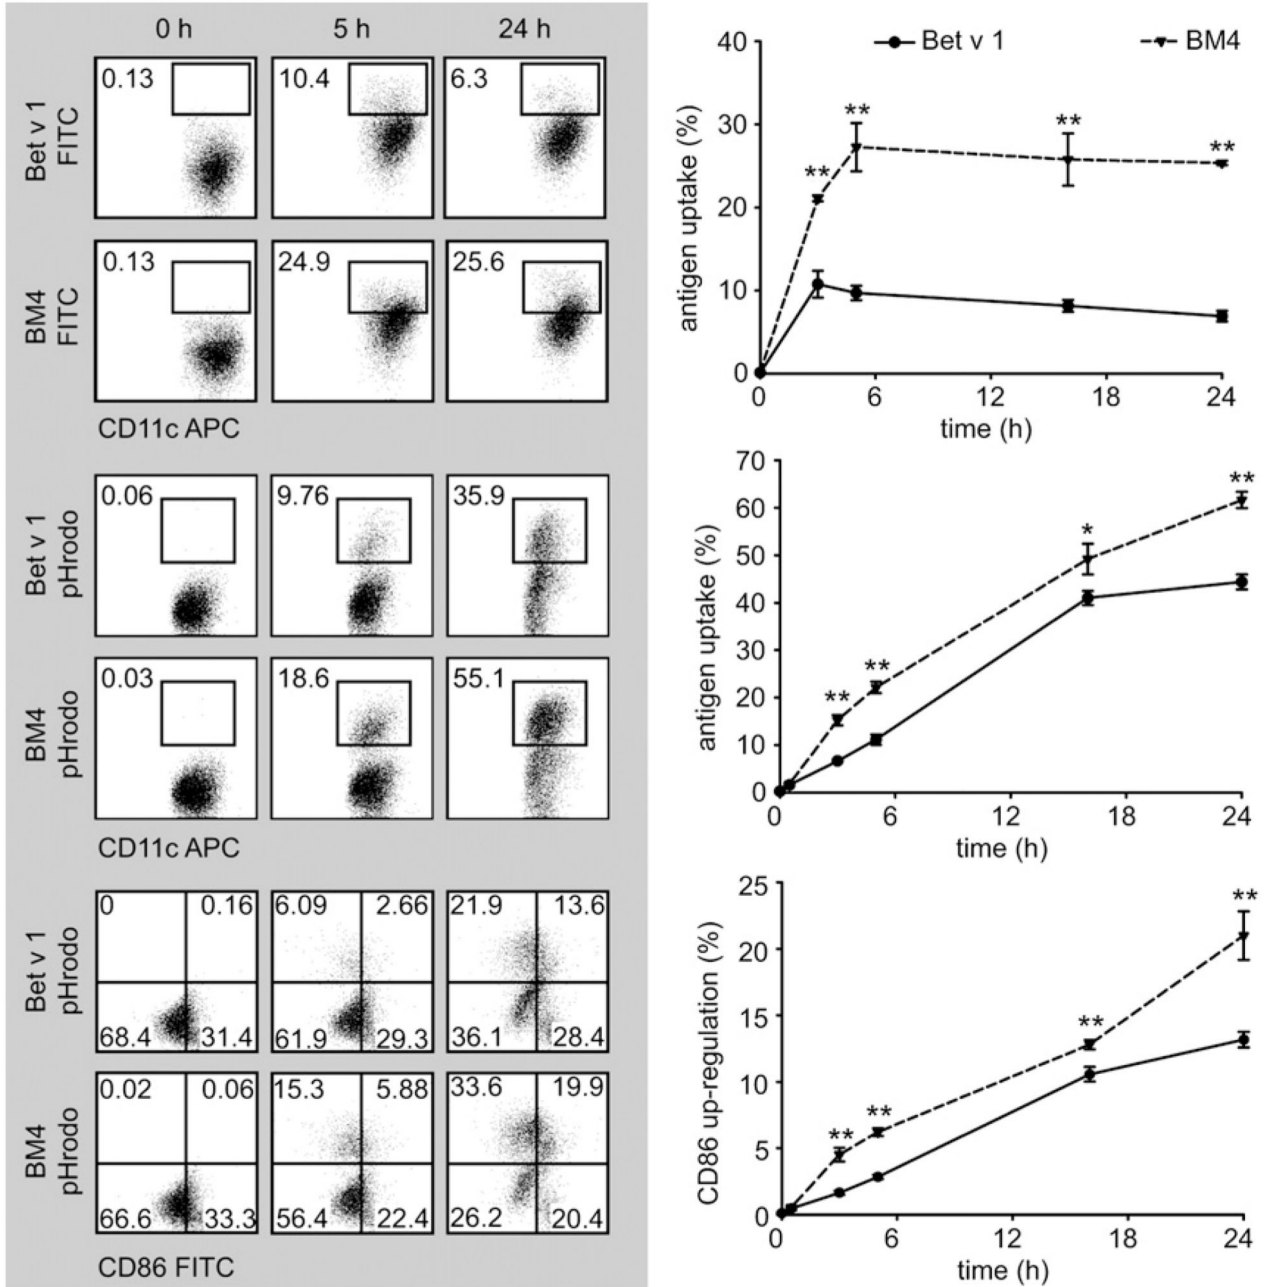 0 h 5 h 24 h
Bet v 1
FITC
0.13 10.4 6.3
BM4
FITC
0.13 24.9 25.6
CD11c APC
Bet v 1
pHrodo
0.06 9.76 35.9
BM4
pHrodo
0.03 18.6 55.1
CD11c APC
Bet v 1
pHrodo
0 0.16 6.09 2.66 21.9 13.6
68.4 31.4 61.9 29.3 36.1 28.4
BM4
pHrodo
0.02 0.06 15.3 5.88 33.6 19.9
66.6 33.3 56.4 22.4 26.2 20.4
CD86 FITC
Bet v 1 BM4
antigen uptake (%)
40
30
20
10
0
** ** ** **
0 6 12 18 24
time (h)
antigen uptake (%)
70
60
50
40
30
20
10
0
** ** * **
0 6 12 18 24
time (h)
CD86 up-regulation (%)
25
20
15
10
5
0
** ** ** **
0 6 12 18 24
time (h)